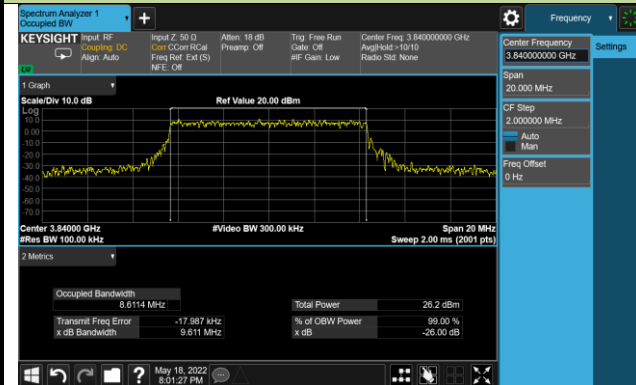 Spectrum Analyzer 1
Occupied BW
+
Frequency
KEYSIGHT
Input: RF
Coupling: DC
Align: Auto
Input Z: 50 Ω
Corr CCorr RCal
Freq Ref: Ext (S)
NFE: Off
Atten: 18 dB
Preamp: Off
Trig: Free Run
Gate: Off
#IF Gain: Low
Center Freq: 3.840000000 GHz
Avg|Hold:>10/10
Radio Std: None
Center Frequency
3.840000000 GHz
Settings
Span
20.000 MHz
CF Step
2.000000 MHz
Auto
Man
Freq Offset
0 Hz
1 Graph
Scale/Div 10.0 dB
Ref Value 20.00 dBm
Log
10.0
0.00
-10.0
-20.0
-30.0
-40.0
-50.0
-60.0
-70.0
Center 3.84000 GHz
#Video BW 300.00 kHz
Span 20 MHz
#Res BW 100.00 kHz
Sweep 2.00 ms (2001 pts)
2 Metrics
Occupied Bandwidth
8.6114 MHz
Total Power
26.2 dBm
Transmit Freq Error
-17.987 kHz
% of OBW Power
99.00 %
x dB Bandwidth
9.611 MHz
x dB
-26.00 dB
?
May 18, 2022
8:01:27 PM